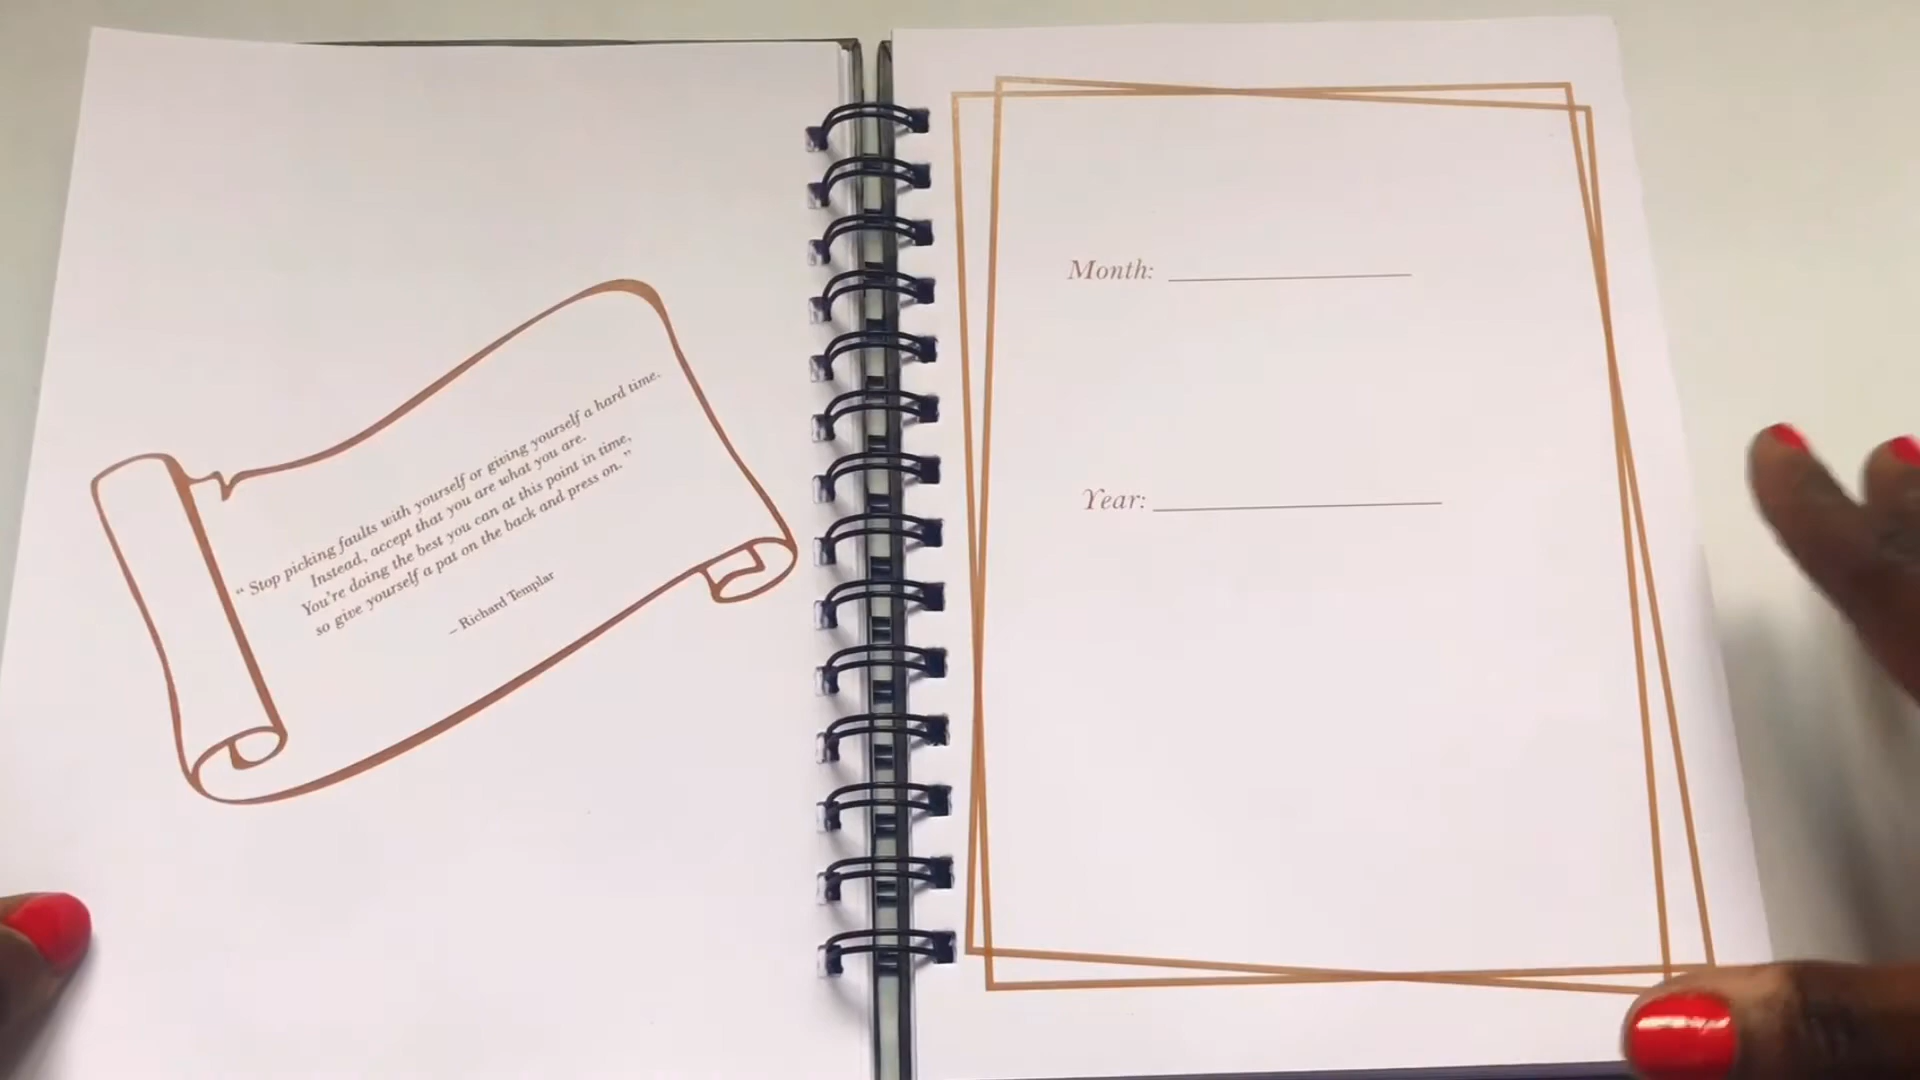 “ Stop picking faults with yourself or giving yourself a hard time.
Instead, accept that you are what you are.
You're doing the best you can at this point in time,
so give yourself a pat on the back and press on. ”
– Richard Templar
Month:
Year: